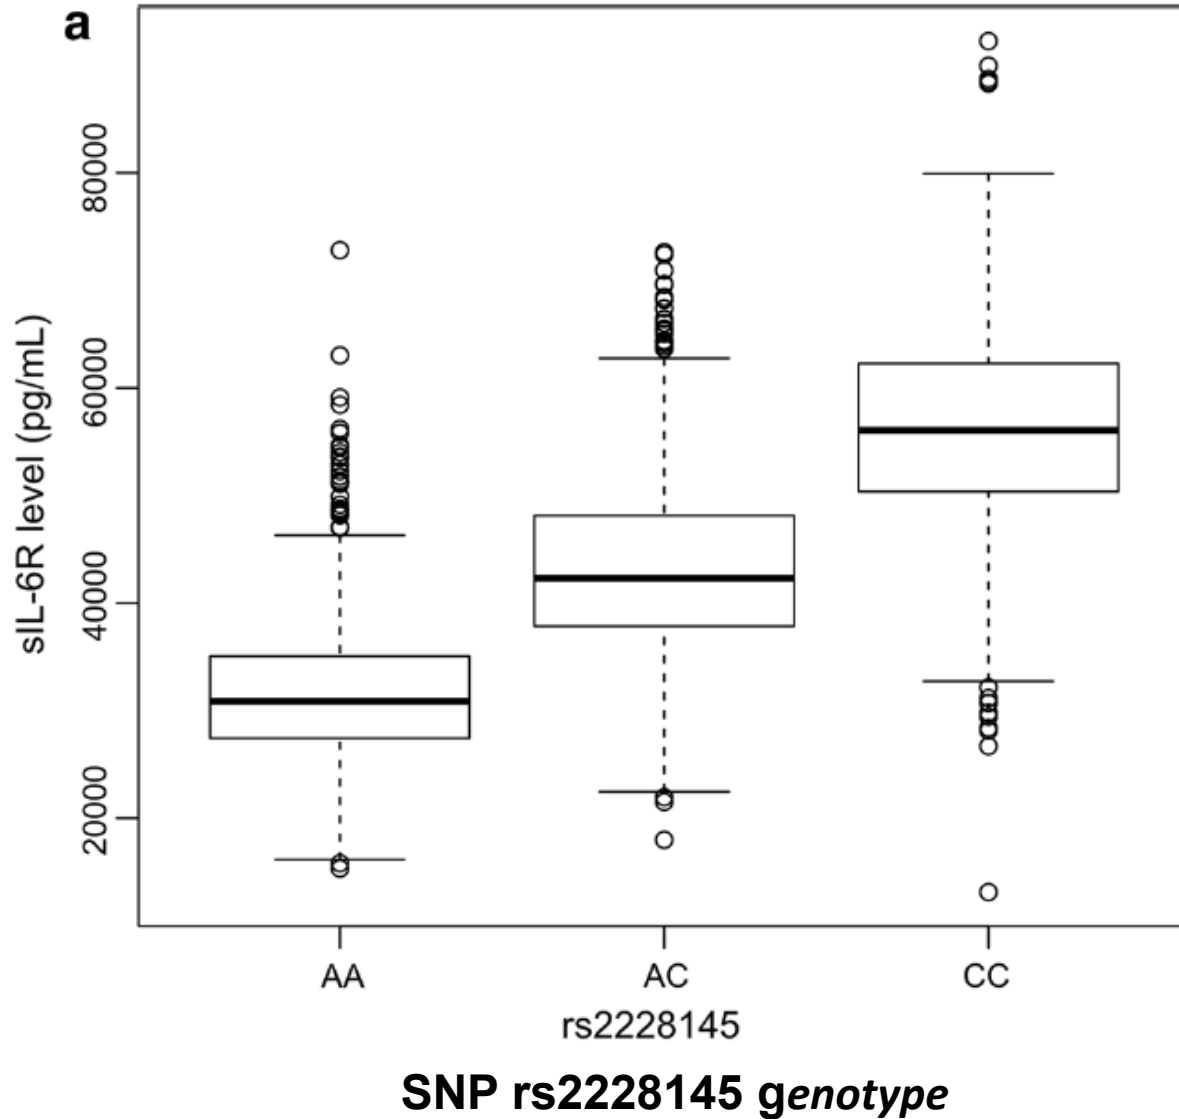 a
sIL-6R level (pg/mL)
80000
60000
40000
20000
AA AC CC
rs2228145
SNP rs2228145 genotype